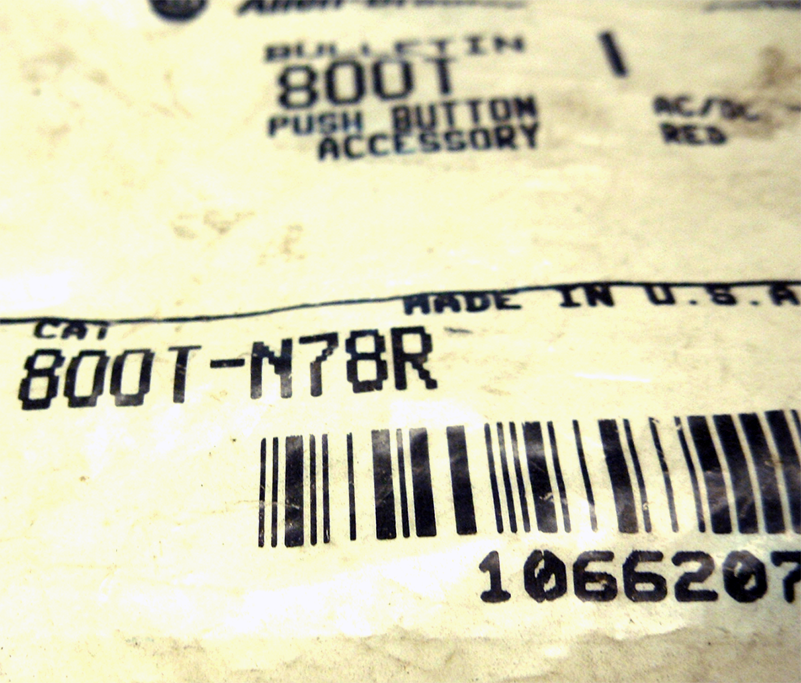 BULLETIN
800T
PUSH BUTTON
ACCESSORY
AC/DC
RED
MADE IN U.S.A
CAT
800T-N78R
1066207